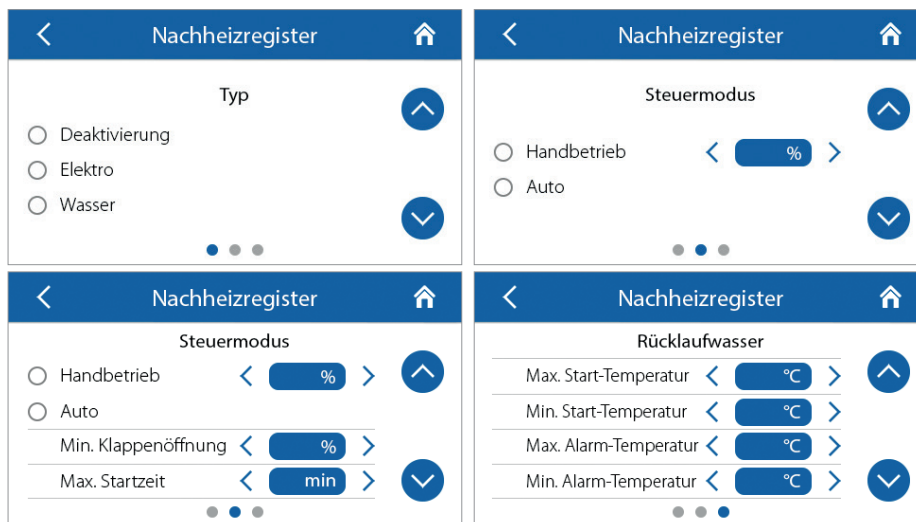 Nachheizregister
Typ
Deaktivierung
Elektro
Wasser
Nachheizregister
Steuermodus
Handbetrieb %
Auto
Nachheizregister
Steuermodus
Handbetrieb %
Auto
Min. Klappenöffnung %
Max. Startzeit min
Nachheizregister
Rücklaufwasser
Max. Start-Temperatur °C
Min. Start-Temperatur °C
Max. Alarm-Temperatur °C
Min. Alarm-Temperatur °C